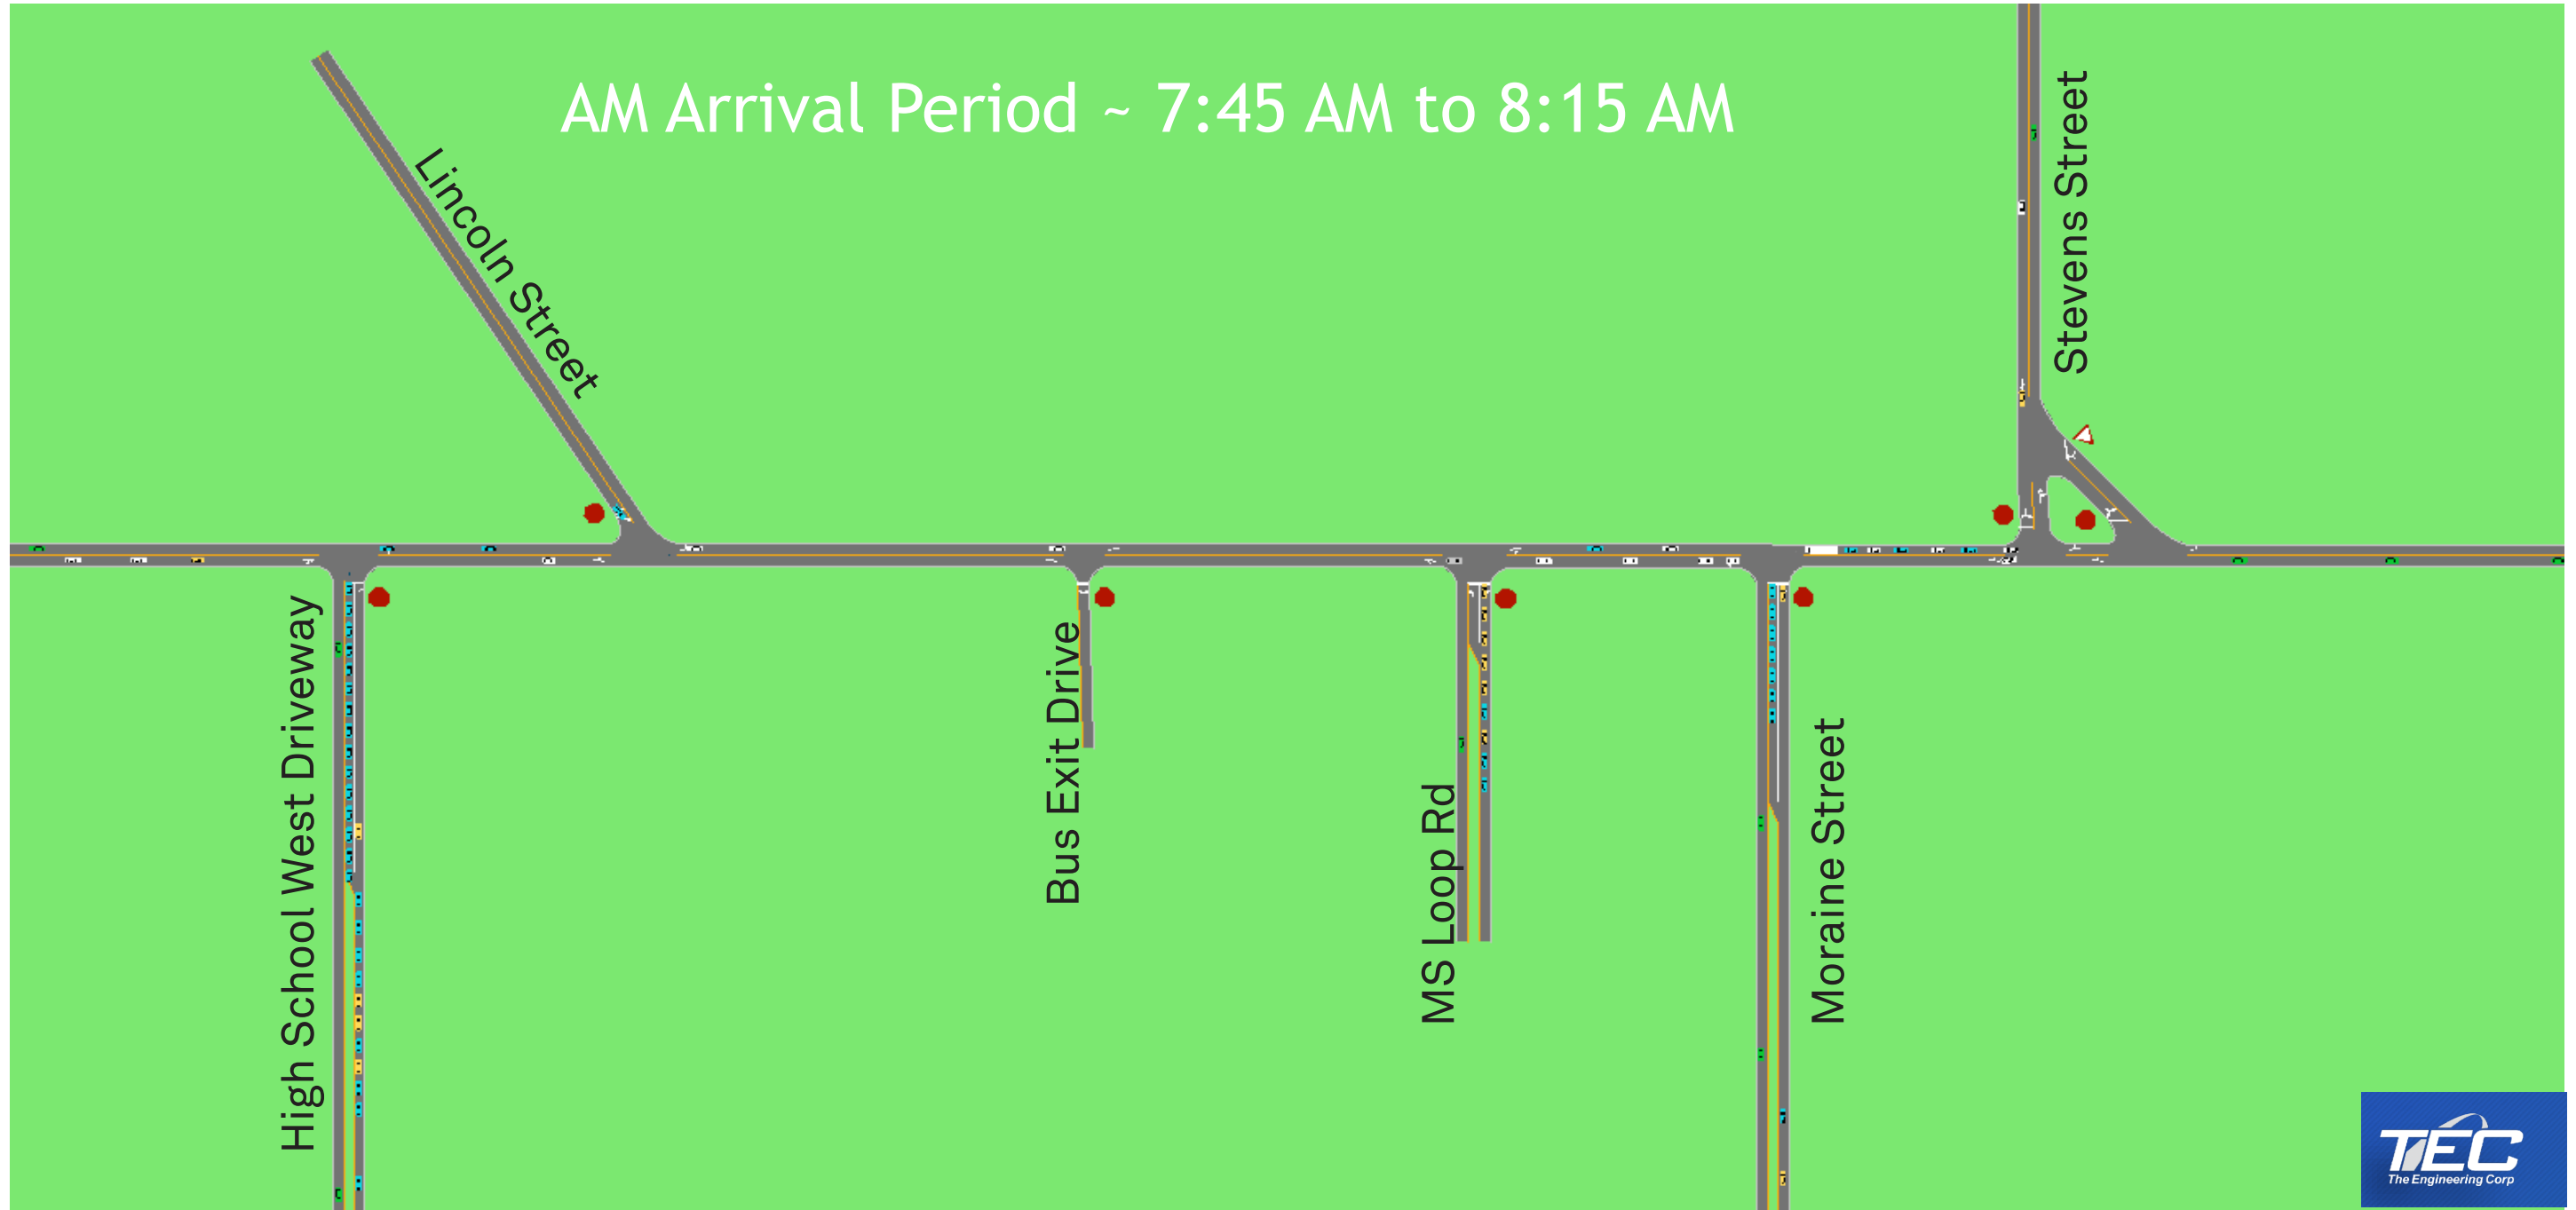 AM Arrival Period ~ 7:45 AM to 8:15 AM
Lincoln Street
Stevens Street
High School West Driveway
Bus Exit Drive
MS Loop Rd
Moraine Street
TEC
The Engineering Corp